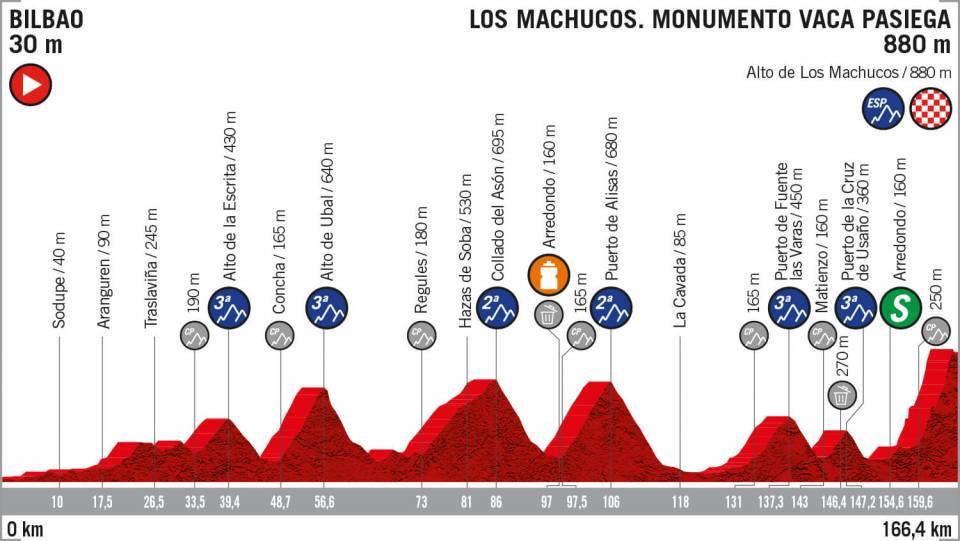 BILBAO
30 m
LOS MACHUCOS. MONUMENTO VACA PASIEGA
880 m
Alto de Los Machucos / 880 m
ESP
Sodupe / 40 m
Aranguren / 90 m
Traslaviña / 245 m
190 m
CP
Alto de la Escrita / 430 m
3ª
Concha / 165 m
CP
Alto de Ubal / 640 m
3ª
Regules / 180 m
CP
Hazas de Soba / 530 m
Collado del Asón / 695 m
2ª
Arredondo / 160 m
165 m
CP
Puerto de Alisas / 680 m
2ª
La Cavada / 85 m
165 m
CP
Puerto de Fuente
las Varas / 450 m
3ª
Matienzo / 160 m
CP
270 m
Puerto de la Cruz
de Usaño / 360 m
3ª
Arredondo / 160 m
S
250 m
CP
10 17,5 26,5 33,5 39,4 48,7 56,6 73 81 86 97 97,5 106 118 131 137,3 143 146,4 147,2 154,6 159,6
0 km
166,4 km